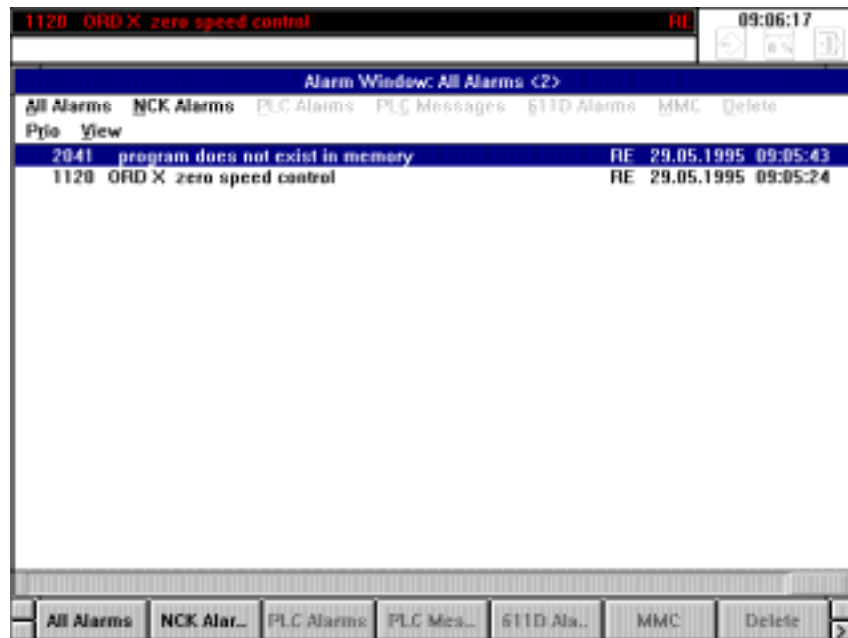 1120 ORD X zero speed control RE
09:06:17
0 %
Alarm Window: All Alarms <2>
All Alarms NCK Alarms PLC Alarms PLC Messages 611D Alarms MMC Delete
Prio View
2041 program does not exist in memory RE 29.05.1995 09:05:43
1120 ORD X zero speed control RE 29.05.1995 09:05:24
All Alarms NCK Alar... PLC Alarms PLC Mes... 611D Ala.. MMC Delete >